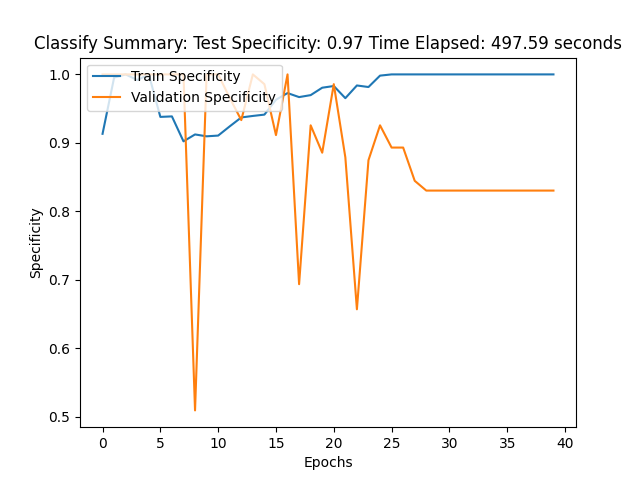 Classify Summary: Test Specificity: 0.97 Time Elapsed: 497.59 seconds
Train Specificity
Validation Specificity
1.0
0.9
0.8
0.7
0.6
0.5
Specificity
0 5 10 15 20 25 30 35 40
Epochs